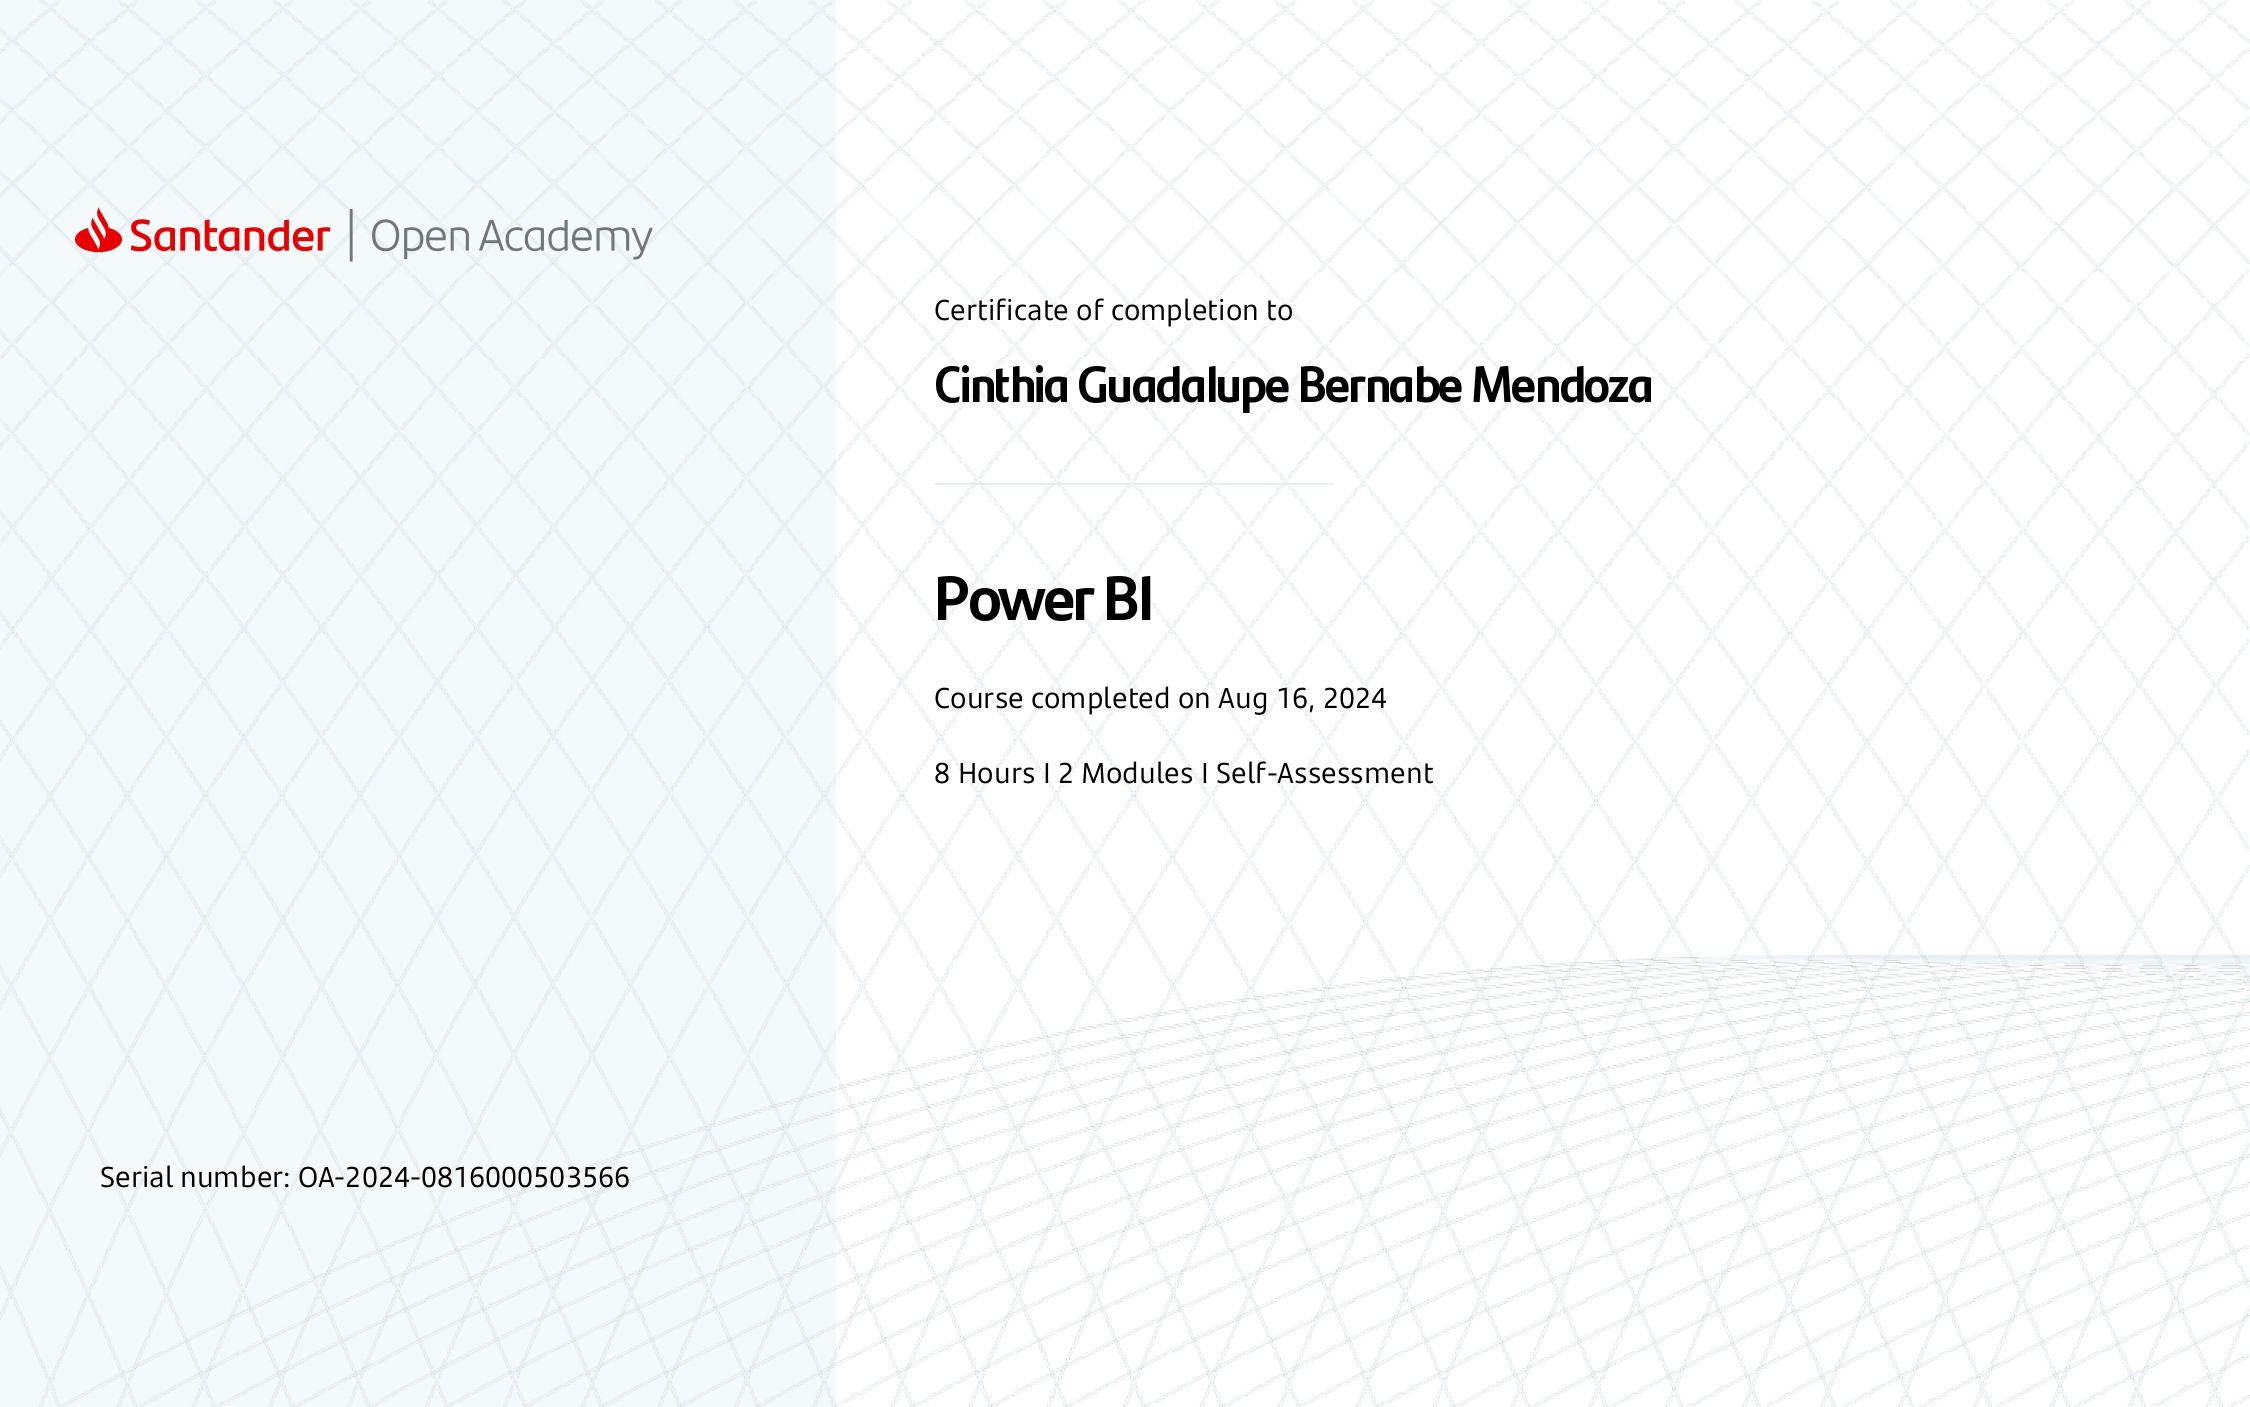 Santander | Open Academy
Certificate of completion to
Cinthia Guadalupe Bernabe Mendoza
Power BI
Course completed on Aug 16, 2024
8 Hours I 2 Modules I Self-Assessment
Serial number: OA-2024-0816000503566